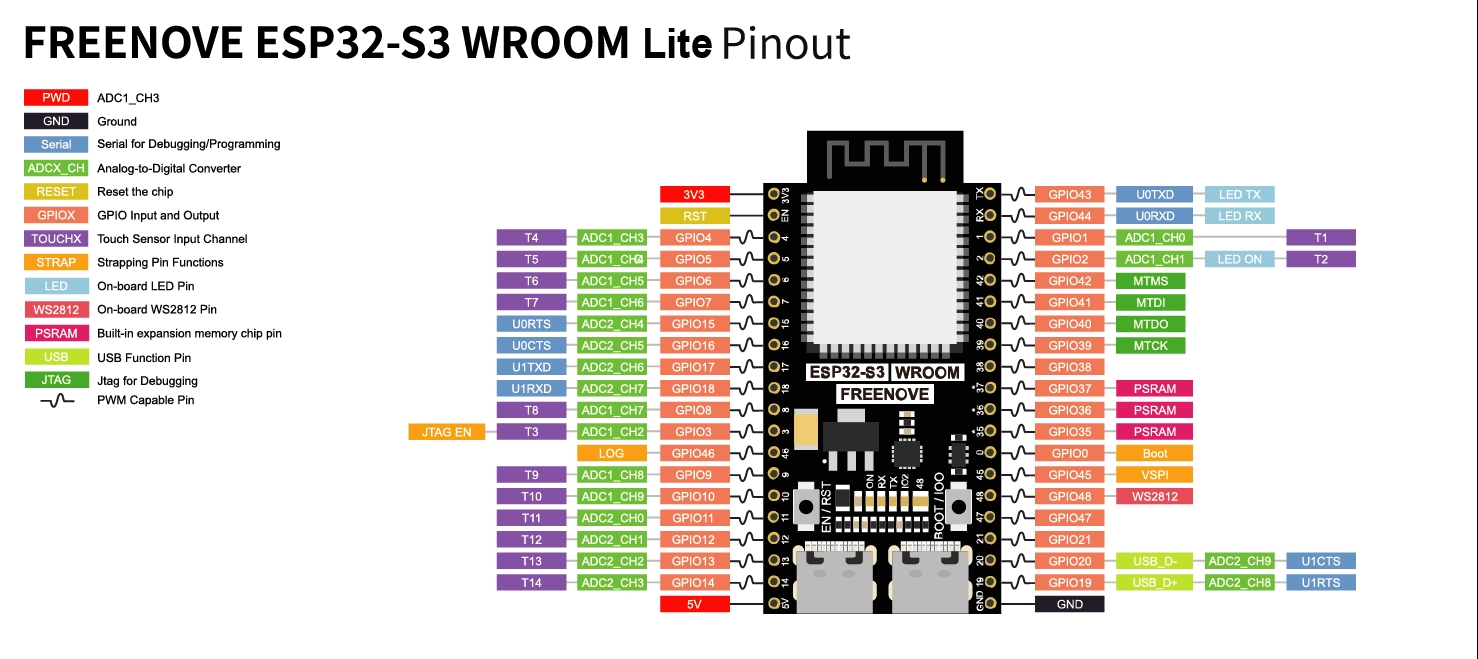 FREENOVE ESP32-S3 WROOM Lite Pinout
PWD ADC1_CH3
GND Ground
Serial Serial for Debugging/Programming
ADCX_CH Analog-to-Digital Converter
RESET Reset the chip
GPIOX GPIO Input and Output
TOUCHX Touch Sensor Input Channel
STRAP Strapping Pin Functions
LED On-board LED Pin
WS2812 On-board WS2812 Pin
PSRAM Built-in expansion memory chip pin
USB USB Function Pin
JTAG Jtag for Debugging
PWM Capable Pin
3V3 3V3 TX GPIO43 U0TXD LED TX
RST EN RX GPIO44 U0RXD LED RX
T4 ADC1_CH3 GPIO4 4 1 GPIO1 ADC1_CH0 T1
T5 ADC1_CH4 GPIO5 5 2 GPIO2 ADC1_CH1 LED ON T2
T6 ADC1_CH5 GPIO6 6 42 GPIO42 MTMS
T7 ADC1_CH6 GPIO7 7 41 GPIO41 MTDI
U0RTS ADC2_CH4 GPIO15 15 40 GPIO40 MTDO
U0CTS ADC2_CH5 GPIO16 16 39 GPIO39 MTCK
U1TXD ADC2_CH6 GPIO17 17 ESP32-S3 WROOM 38 GPIO38
U1RXD ADC2_CH7 GPIO18 18 FREENOVE 37 GPIO37 PSRAM
T8 ADC1_CH7 GPIO8 8 36 GPIO36 PSRAM
JTAG EN T3 ADC1_CH2 GPIO3 3 35 GPIO35 PSRAM
LOG GPIO46 46 0 GPIO0 Boot
T9 ADC1_CH8 GPIO9 9 ON RX TX IO2 48 45 GPIO45 VSPI
T10 ADC1_CH9 GPIO10 10 EN / RST BOOT / IO0 48 GPIO48 WS2812
T11 ADC2_CH0 GPIO11 11 47 GPIO47
T12 ADC2_CH1 GPIO12 12 21 GPIO21
T13 ADC2_CH2 GPIO13 13 20 GPIO20 USB_D- ADC2_CH9 U1CTS
T14 ADC2_CH3 GPIO14 14 19 GPIO19 USB_D+ ADC2_CH8 U1RTS
5V 5V GND GND